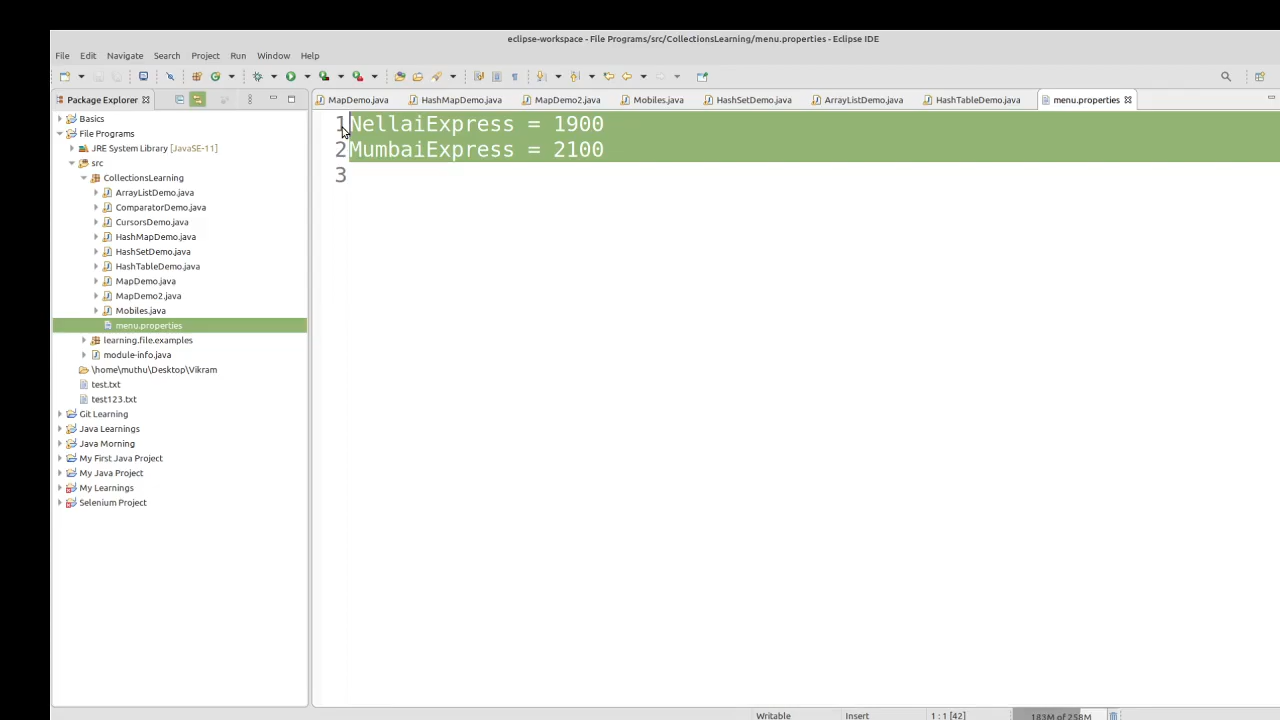 eclipse-workspace - File Programs/src/CollectionsLearning/menu.properties - Eclipse IDE
File Edit Navigate Search Project Run Window Help
Package Explorer
MapDemo.java HashMapDemo.java MapDemo2.java Mobiles.java HashSetDemo.java ArrayListDemo.java HashTableDemo.java menu.properties
Basics
File Programs
JRE System Library [JavaSE-11]
src
CollectionsLearning
ArrayListDemo.java
ComparatorDemo.java
CursorsDemo.java
HashMapDemo.java
HashSetDemo.java
HashTableDemo.java
MapDemo.java
MapDemo2.java
Mobiles.java
menu.properties
learning.file.examples
module-info.java
\home\muthu\Desktop\Vikram
test.txt
test123.txt
Git Learning
Java Learnings
Java Morning
My First Java Project
My Java Project
My Learnings
Selenium Project
1 NellaiExpress = 1900
2 MumbaiExpress = 2100
3
Writable Insert 1 : 1 [42] 183M of 258M